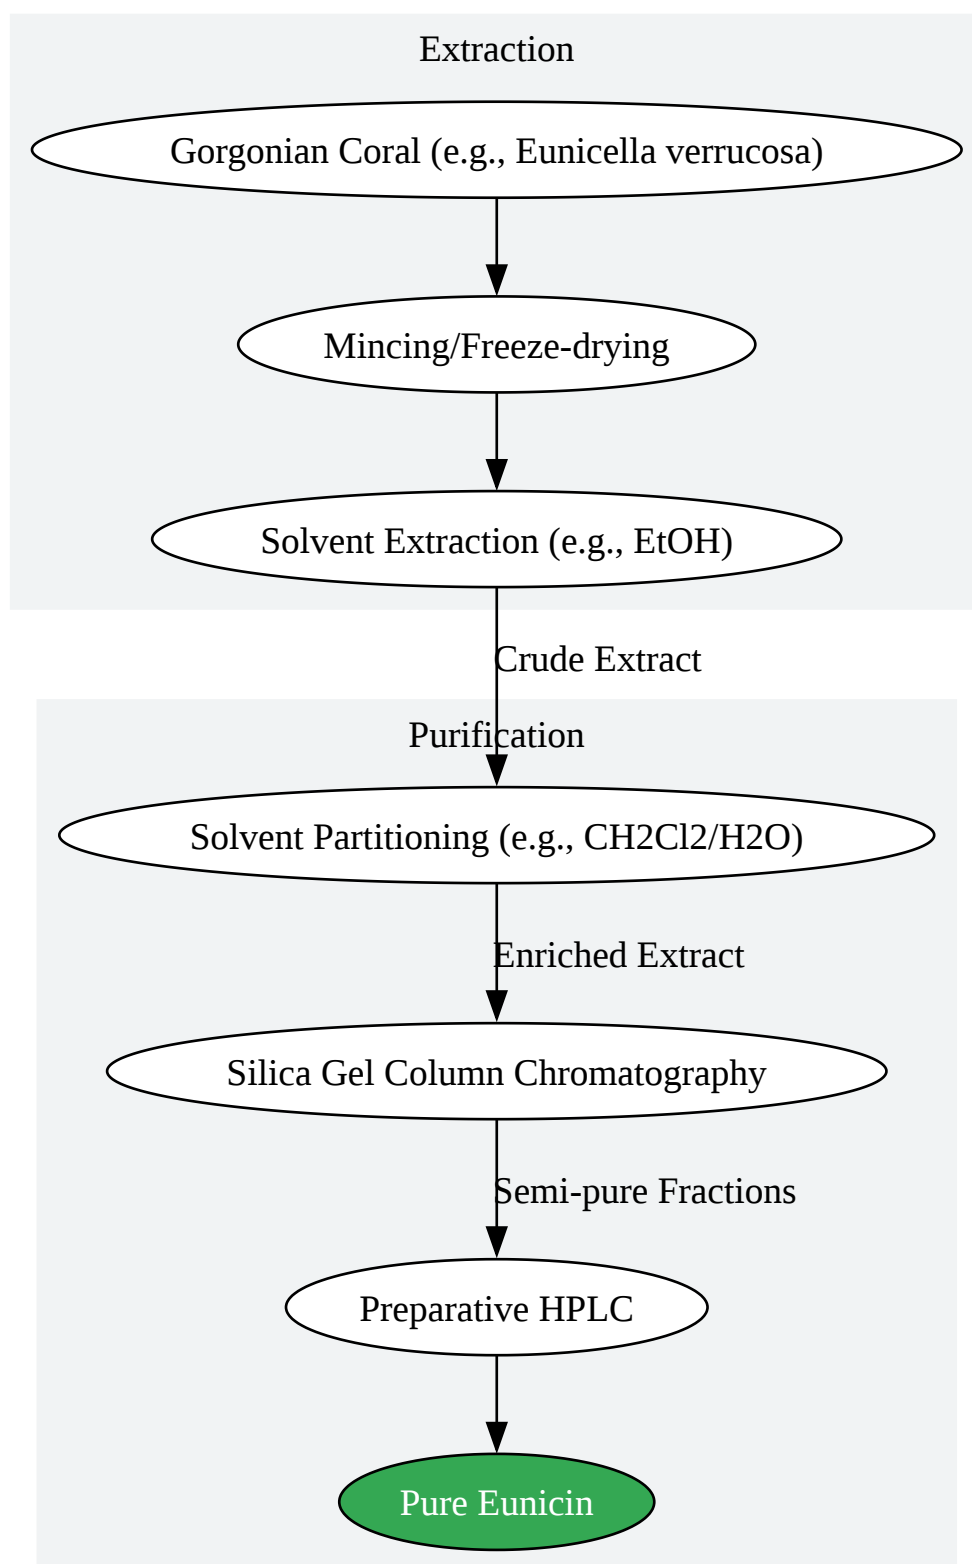 Extraction
Gorgonian Coral (e.g., Eunicella verrucosa)
Mincing/Freeze-drying
Solvent Extraction (e.g., EtOH)
Crude Extract
Purification
Solvent Partitioning (e.g., CH2Cl2/H2O)
Enriched Extract
Silica Gel Column Chromatography
Semi-pure Fractions
Preparative HPLC
Pure Eunicin